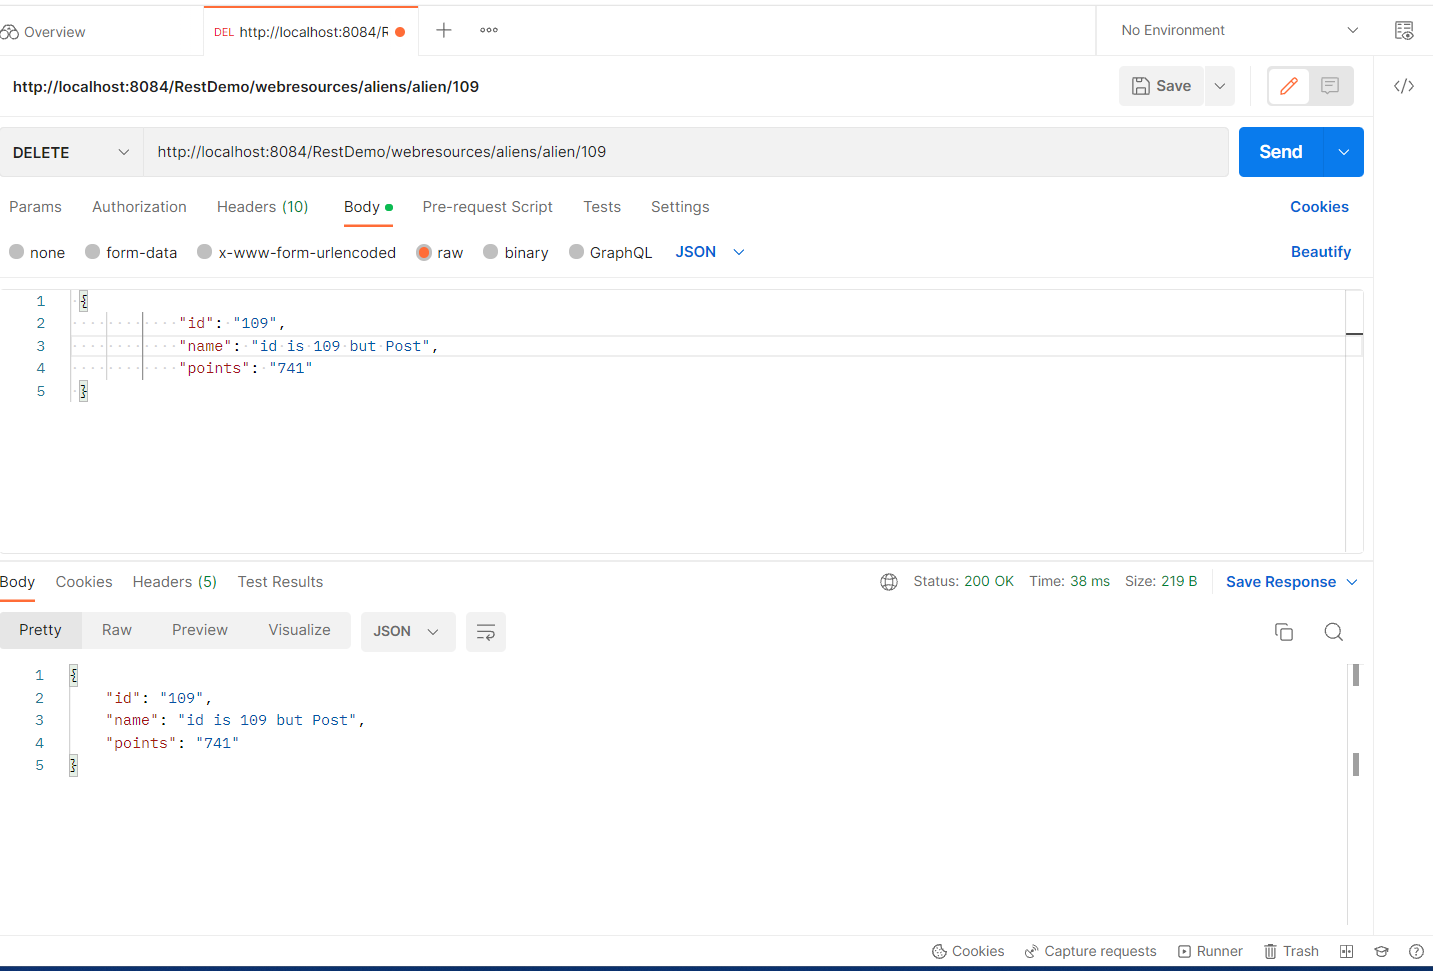 Overview
DEL http://localhost:8084/R
No Environment
http://localhost:8084/RestDemo/webresources/aliens/alien/109
Save
DELETE
http://localhost:8084/RestDemo/webresources/aliens/alien/109
Send
Params Authorization Headers (10) Body Pre-request Script Tests Settings Cookies
none form-data x-www-form-urlencoded raw binary GraphQL JSON Beautify
1 {
2 "id": "109",
3 "name": "id is 109 but Post",
4 "points": "741"
5 }
Body Cookies Headers (5) Test Results Status: 200 OK Time: 38 ms Size: 219 B Save Response
Pretty Raw Preview Visualize JSON
1 {
2 "id": "109",
3 "name": "id is 109 but Post",
4 "points": "741"
5 }
Cookies Capture requests Runner Trash